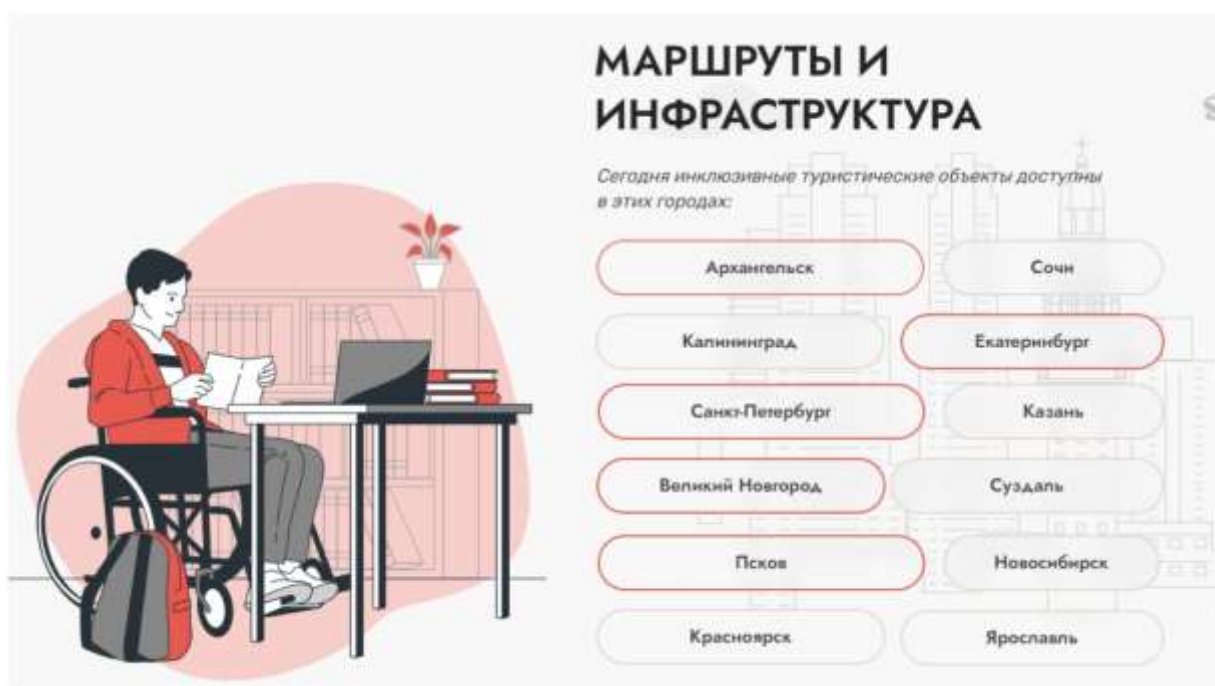 МАРШРУТЫ И
ИНФРАСТРУКТУРА
Сегодня инклюзивные туристические объекты доступны
в этих городах:
Архангельск
Сочи
Калининград
Екатеринбург
Санкт-Петербург
Казань
Великий Новгород
Суздаль
Псков
Новосибирск
Красноярск
Ярославль